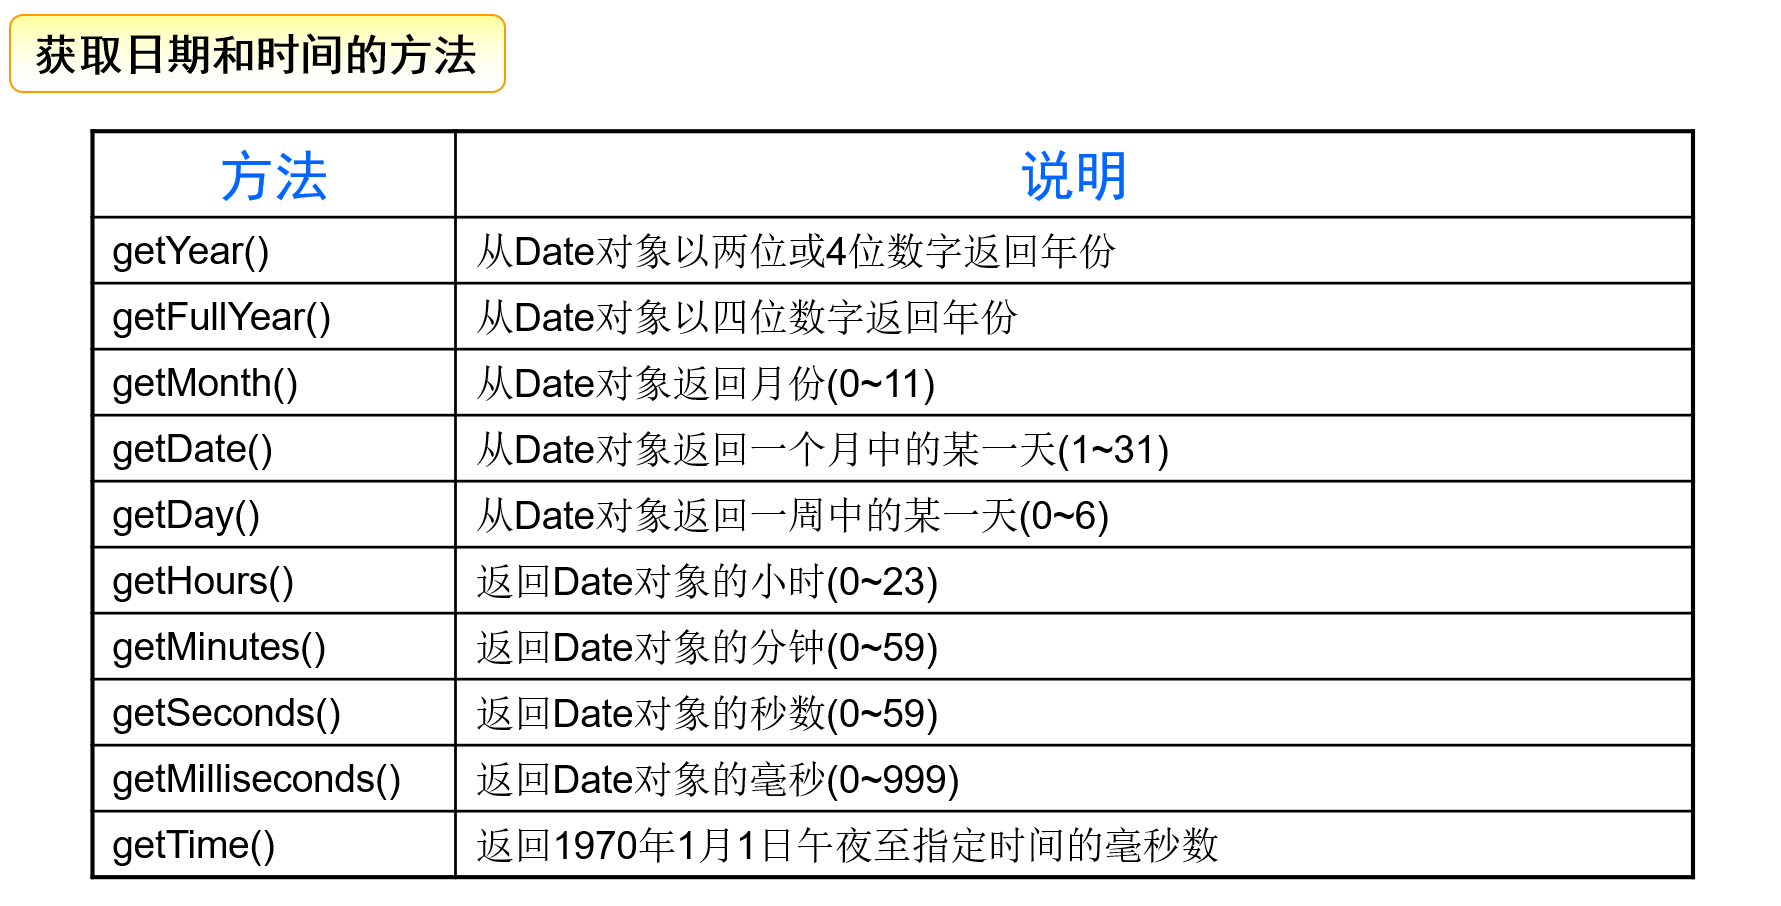 获取日期和时间的方法
方法 说明
getYear() 从Date对象以两位或4位数字返回年份
getFullYear() 从Date对象以四位数字返回年份
getMonth() 从Date对象返回月份(0~11)
getDate() 从Date对象返回一个月中的某一天(1~31)
getDay() 从Date对象返回一周中的某一天(0~6)
getHours() 返回Date对象的小时(0~23)
getMinutes() 返回Date对象的分钟(0~59)
getSeconds() 返回Date对象的秒数(0~59)
getMilliseconds() 返回Date对象的毫秒(0~999)
getTime() 返回1970年1月1日午夜至指定时间的毫秒数